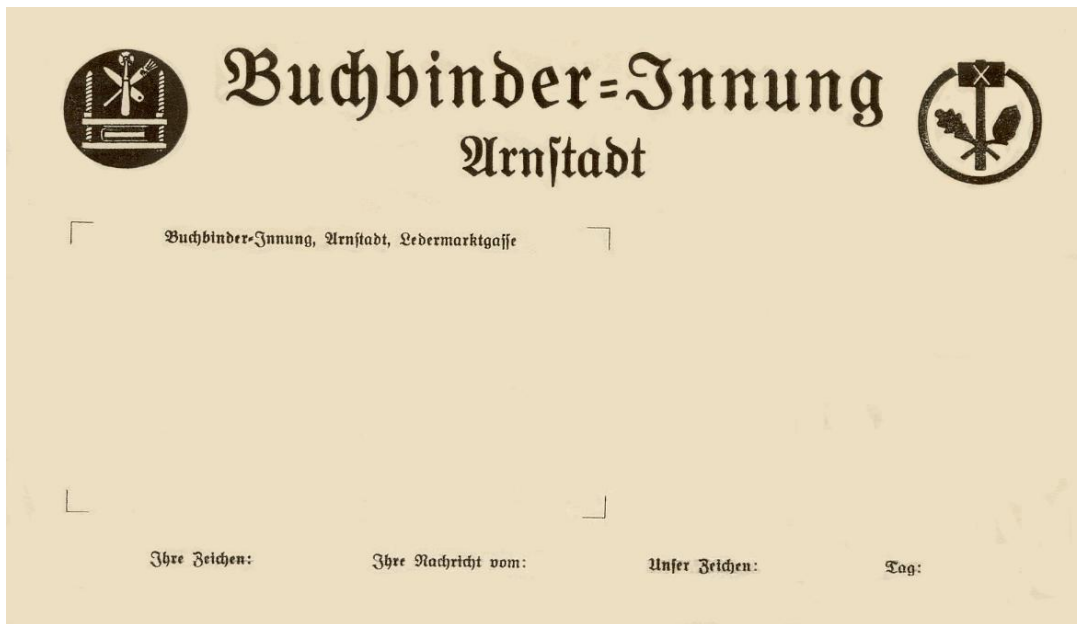 Buchbinder=Innung
Arnstadt
Buchbinder-Innung, Arnstadt, Ledermarktgasse
Ihre Zeichen: Ihre Nachricht vom: Unser Zeichen: Tag: